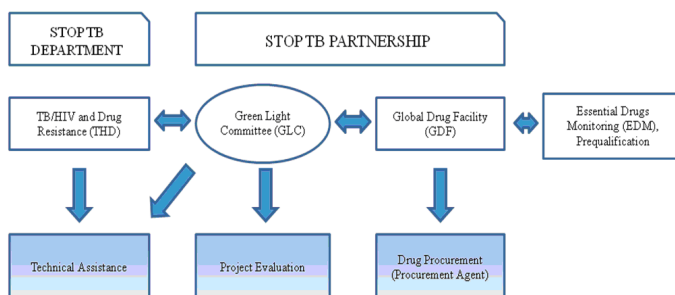 STOP TB
DEPARTMENT
STOP TB PARTNERSHIP
TB/HIV and Drug
Resistance (THD)
Green Light
Committee (GLC)
Global Drug Facility
(GDF)
Essential Drugs
Monitoring (EDM),
Prequalification
Technical Assistance
Project Evaluation
Drug Procurement
(Procurement Agent)